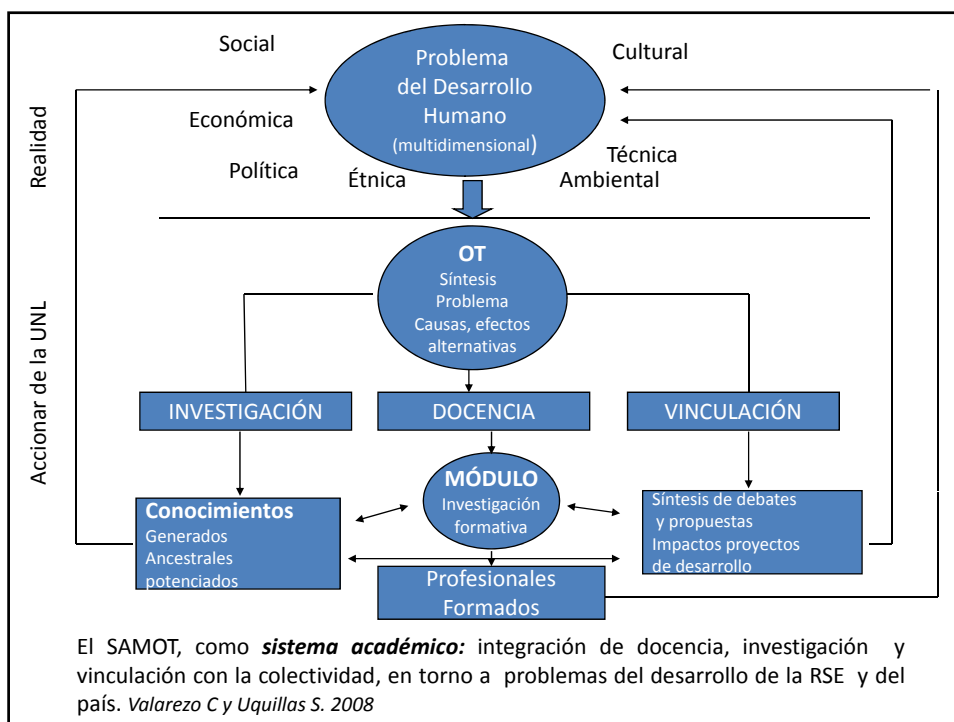 Social
Problema
del Desarrollo
Humano
(multidimensional)
Cultural
Económica
Técnica
Política
Étnica
Ambiental
Realidad
OT
Síntesis
Problema
Causas, efectos
alternativas
Accionar de la UNL
INVESTIGACIÓN
DOCENCIA
VINCULACIÓN
MÓDULO
Investigación
formativa
Conocimientos
Generados
Ancestrales
potenciados
Síntesis de debates
y propuestas
Impactos proyectos
de desarrollo
Profesionales
Formados
El SAMOT, como sistema académico: integración de docencia, investigación y
vinculación con la colectividad, en torno a problemas del desarrollo de la RSE y del
país. Valarezo C y Uquillas S. 2008